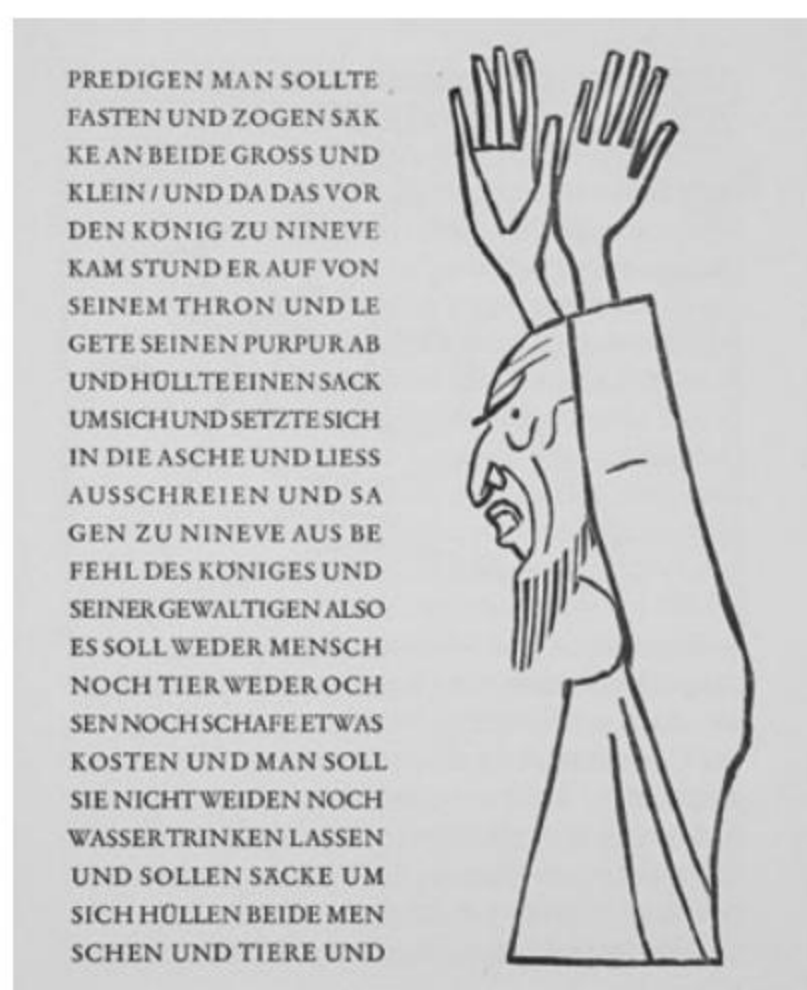 PREDIGEN MAN SOLLTE
FASTEN UND ZOGEN SÄK
KE AN BEIDE GROSS UND
KLEIN / UND DA DAS VOR
DEN KÖNIG ZU NINEVE
KAM STUND ER AUF VON
SEINEM THRON UND LE
GETE SEINEN PURPUR AB
UND HÜLLTE EINEN SACK
UM SICH UND SETZTE SICH
IN DIE ASCHE UND LIESS
AUSSCHREIEN UND SA
GEN ZU NINEVE AUS BE
FEHL DES KÖNIGES UND
SEINER GEWALTIGEN ALSO
ES SOLL WEDER MENSCH
NOCH TIER WEDER OCH
SEN NOCH SCHAFE ETWAS
KOSTEN UND MAN SOLL
SIE NICHT WEIDEN NOCH
WASSER TRINKEN LASSEN
UND SOLLEN SÄCKE UM
SICH HÜLLEN BEIDE MEN
SCHEN UND TIERE UND